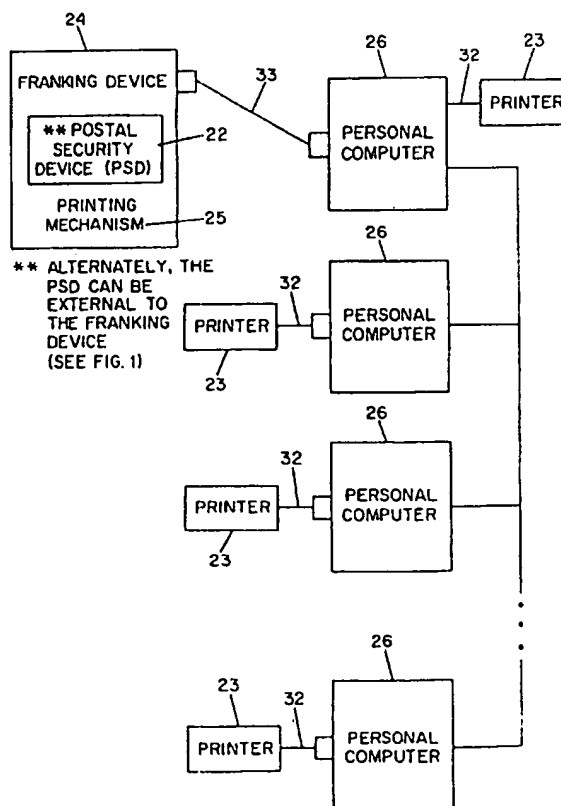 24
FRANKING DEVICE
** POSTAL
SECURITY
DEVICE (PSD)
22
PRINTING
MECHANISM
25
** ALTERNATELY, THE
PSD CAN BE
EXTERNAL TO
THE FRANKING
DEVICE
(SEE FIG. 1)
33
26
PERSONAL
COMPUTER
32
23
PRINTER
26
PERSONAL
COMPUTER
32
PRINTER
23
26
PERSONAL
COMPUTER
32
PRINTER
23
26
PERSONAL
COMPUTER
23
32
PRINTER